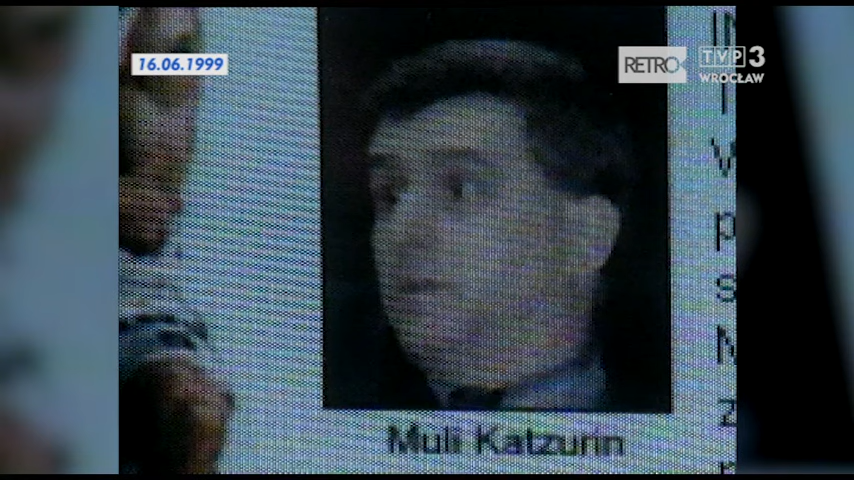 16.06.1999
RETRO
TVP3
WROCŁAW
Muli Katzurin
V
p
s
N
z